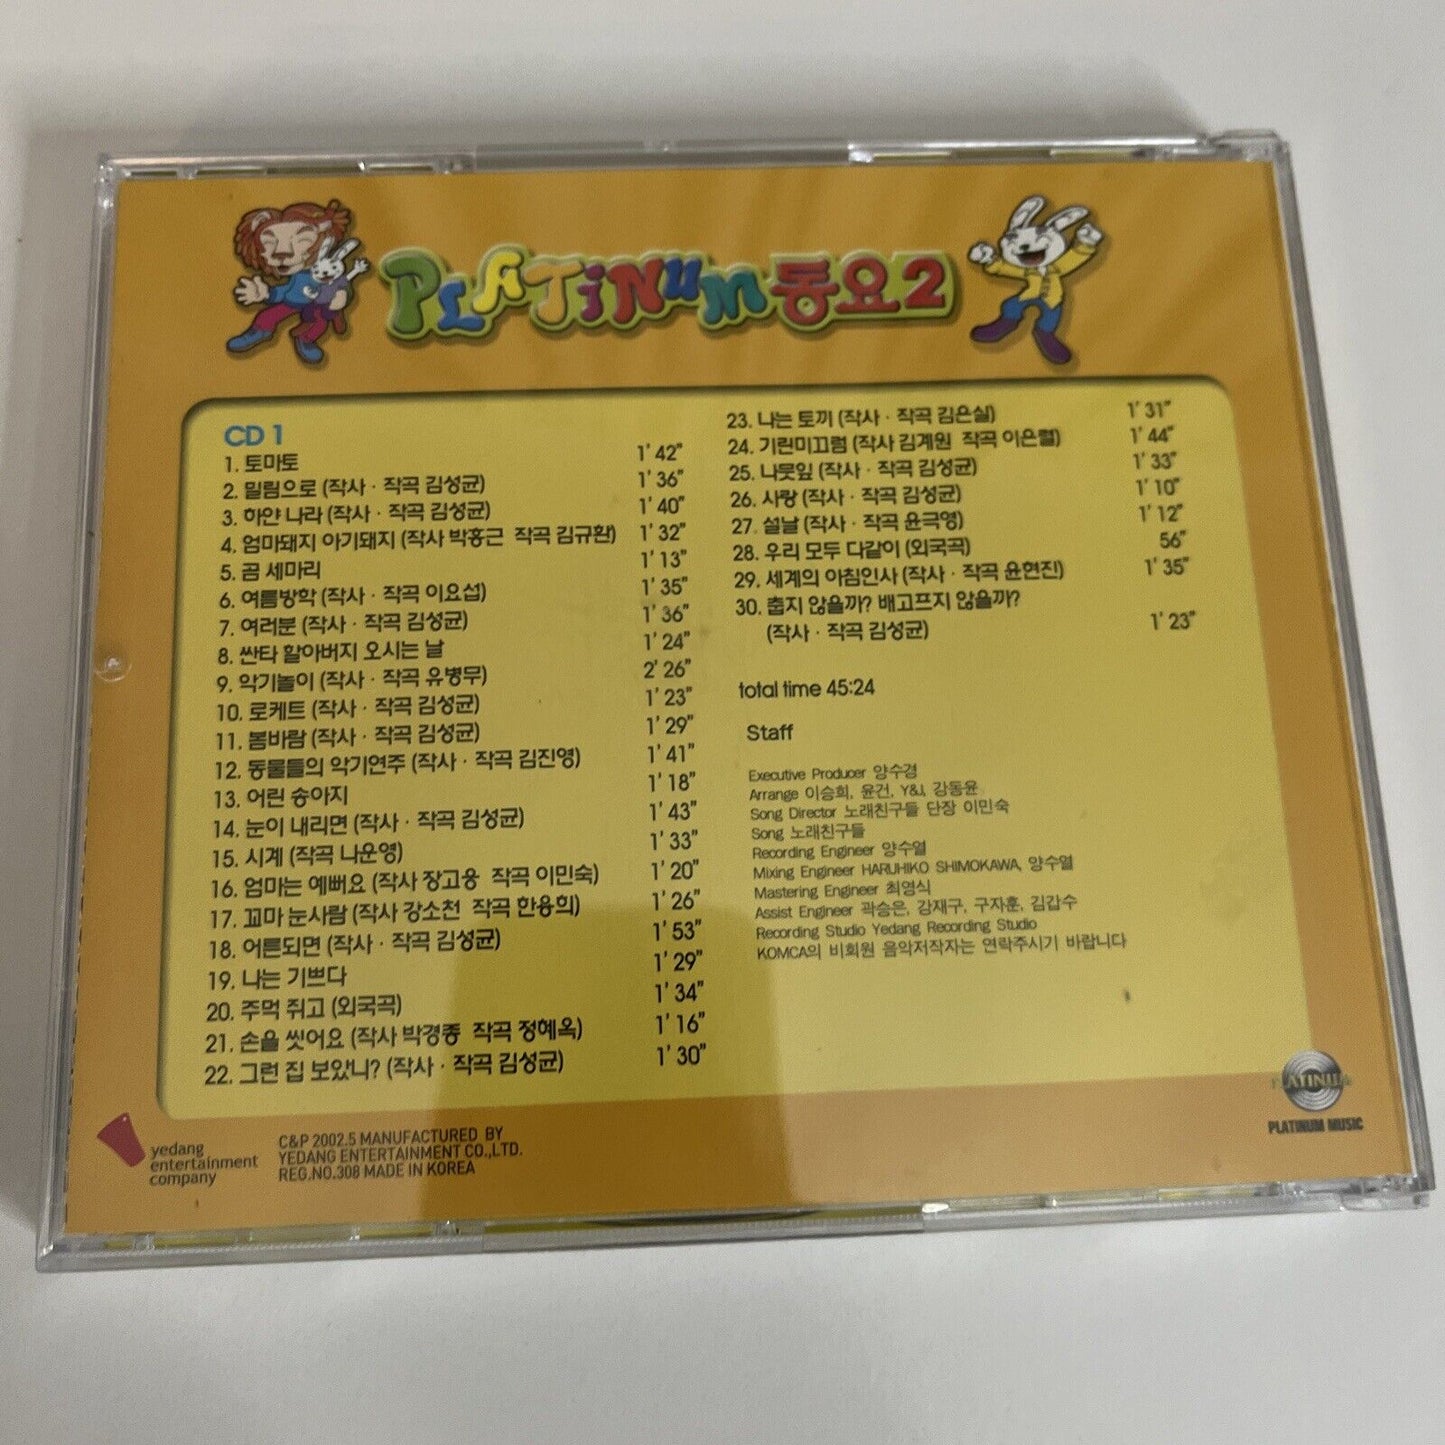 PLATiNUM동요2
CD 1
1. 토마토 1’ 42”
2. 밀림으로 (작사 · 작곡 김성균) 1’ 36”
3. 하얀 나라 (작사 · 작곡 김성균) 1’ 40”
4. 엄마돼지 아기돼지 (작사 박홍근 작곡 김규환) 1’ 32”
5. 곰 세마리 1’ 13”
6. 여름방학 (작사 · 작곡 이요섭) 1’ 35”
7. 여러분 (작사 · 작곡 김성균) 1’ 36”
8. 싼타 할아버지 오시는 날 1’ 24”
9. 악기놀이 (작사 · 작곡 유병무) 2’ 26”
10. 로케트 (작사 · 작곡 김성균) 1’ 23”
11. 봄바람 (작사 · 작곡 김성균) 1’ 29”
12. 동물들의 악기연주 (작사 · 작곡 김진영) 1’ 41”
13. 어린 송아지 1’ 18”
14. 눈이 내리면 (작사 · 작곡 김성균) 1’ 43”
15. 시계 (작곡 나운영) 1’ 33”
16. 엄마는 예뻐요 (작사 장고웅 작곡 이민숙) 1’ 20”
17. 꼬마 눈사람 (작사 강소천 작곡 한용희) 1’ 26”
18. 어른되면 (작사 · 작곡 김성균) 1’ 53”
19. 나는 기쁘다 1’ 29”
20. 주먹 쥐고 (외국곡) 1’ 34”
21. 손을 씻어요 (작사 박경종 작곡 정혜옥) 1’ 16”
22. 그런 집 보았니? (작사 · 작곡 김성균) 1’ 30”
23. 나는 토끼 (작사 · 작곡 김은실) 1’ 31”
24. 기린미끄럼 (작사 김계원 작곡 이은렬) 1’ 44”
25. 나뭇잎 (작사 · 작곡 김성균) 1’ 33”
26. 사랑 (작사 · 작곡 김성균) 1’ 10”
27. 설날 (작사 · 작곡 윤극영) 1’ 12”
28. 우리 모두 다같이 (외국곡) 56”
29. 세계의 아침인사 (작사 · 작곡 윤현진) 1’ 35”
30. 춥지 않을까? 배고프지 않을까?
(작사 · 작곡 김성균) 1’ 23”
total time 45:24
Staff
Executive Producer 양수경
Arrange 이승희, 윤건, Y&J, 강동윤
Song Director 노래친구들 단장 이민숙
Song 노래친구들
Recording Engineer 양수열
Mixing Engineer HARUHIKO SHIMOKAWA, 양수열
Mastering Engineer 최영식
Assist Engineer 곽승은, 강재구, 구자훈, 김갑수
Recording Studio Yedang Recording Studio
KOMCA의 비회원 음악저작자는 연락주시기 바랍니다
yedang
entertainment
company
C&P 2002.5 MANUFACTURED BY
YEDANG ENTERTAINMENT CO.,LTD.
REG.NO.308 MADE IN KOREA
PLATINUM
PLATINUM MUSIC